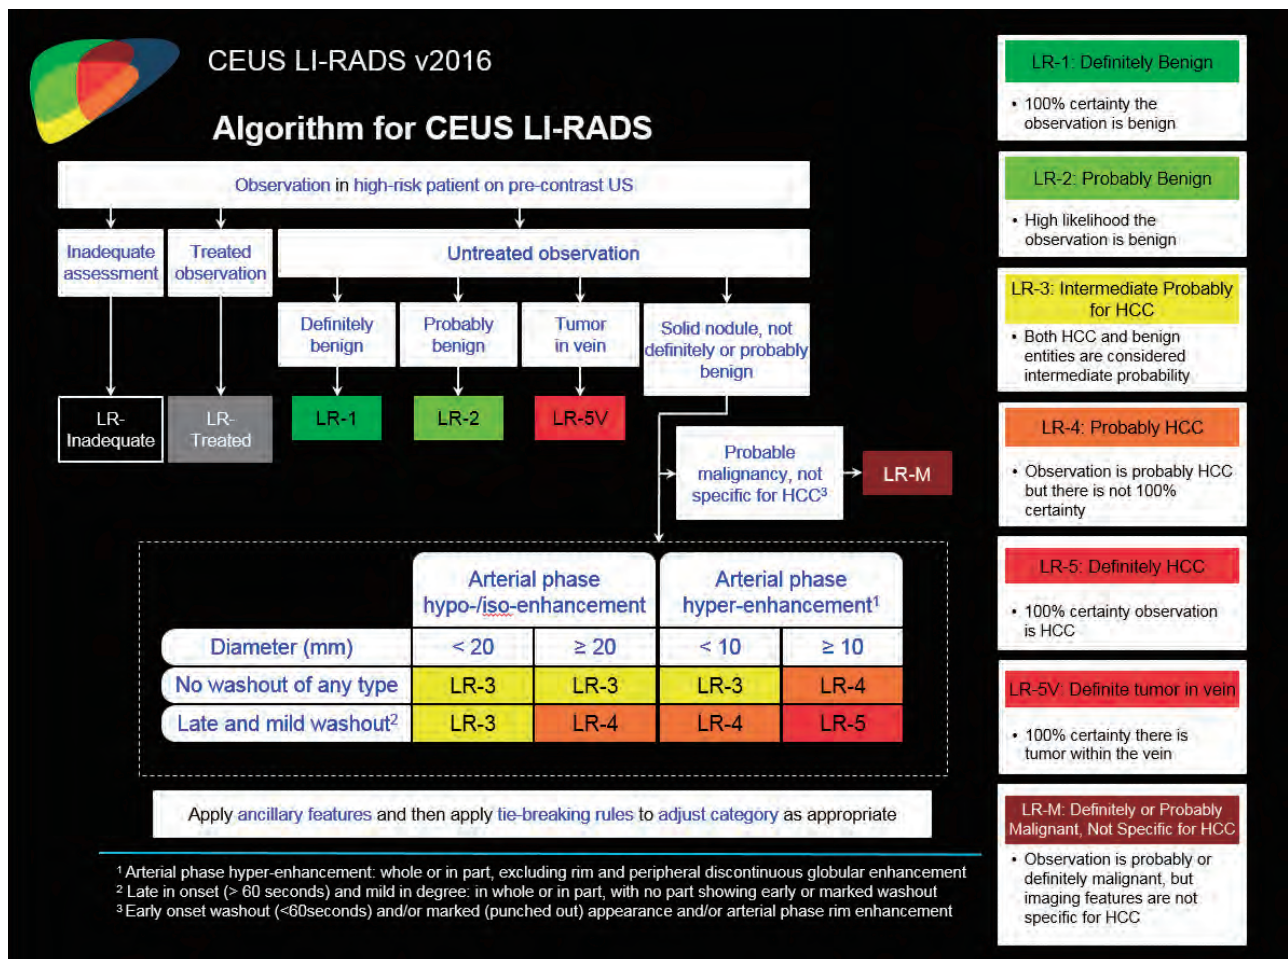 CEUS LI-RADS v2016
Algorithm for CEUS LI-RADS
Observation in high-risk patient on pre-contrast US
Inadequate
assessment
Treated
observation
Untreated observation
Definitely
benign
Probably
benign
Tumor
in vein
Solid nodule, not
definitely or probably
benign
LR-
Inadequate
LR-
Treated
LR-1
LR-2
LR-5V
Probable
malignancy, not
specific for HCC³
LR-M
Arterial phase
hypo-/iso-enhancement
Arterial phase
hyper-enhancement¹
Diameter (mm) < 20 ≥ 20 < 10 ≥ 10
No washout of any type LR-3 LR-3 LR-3 LR-4
Late and mild washout² LR-3 LR-4 LR-4 LR-5
Apply ancillary features and then apply tie-breaking rules to adjust category as appropriate
¹ Arterial phase hyper-enhancement: whole or in part, excluding rim and peripheral discontinuous globular enhancement
² Late in onset (> 60 seconds) and mild in degree: in whole or in part, with no part showing early or marked washout
³ Early onset washout (<60seconds) and/or marked (punched out) appearance and/or arterial phase rim enhancement
LR-1: Definitely Benign
• 100% certainty the
observation is benign
LR-2: Probably Benign
• High likelihood the
observation is benign
LR-3: Intermediate Probably
for HCC
• Both HCC and benign
entities are considered
intermediate probability
LR-4: Probably HCC
• Observation is probably HCC
but there is not 100%
certainty
LR-5: Definitely HCC
• 100% certainty observation
is HCC
LR-5V: Definite tumor in vein
• 100% certainty there is
tumor within the vein
LR-M: Definitely or Probably
Malignant, Not Specific for HCC
• Observation is probably or
definitely malignant, but
imaging features are not
specific for HCC